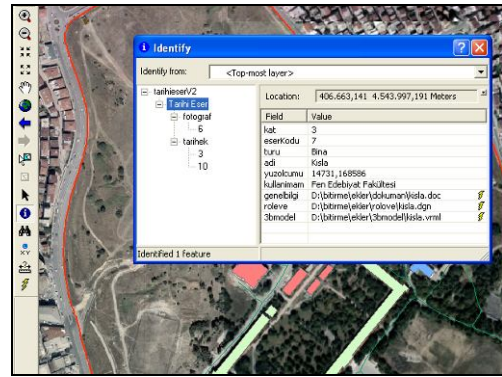 Identify
Identify from: <Top-most layer>
tarihieserV2
Tarihi Eser
fotograf
6
tarihek
3
10
Location: 406.663,141 4.543.997,191 Meters
Field Value
kat 3
eserKodu 7
turu Bina
adi Kisla
yuzolcumu 14731,168586
kullanimam Fen Edebiyat Fakültesi
genelbilgi D:\bitirme\ekler\dokuman\kisla.doc
roleve D:\bitirme\ekler\rolove\kisla.dgn
3bmodel D:\bitirme\ekler\3bmodel\kisla.vrml
Identified 1 feature
XY